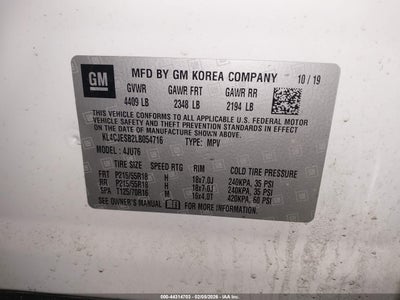 GM
MFD BY GM KOREA COMPANY 10/19
GVWR GAWR FRT GAWR RR
4409 LB 2348 LB 2194 LB
THIS VEHICLE CONFORMS TO ALL APPLICABLE U.S. FEDERAL MOTOR
VEHICLE SAFETY AND THEFT PREVENTION STANDARDS IN EFFECT ON
THE DATE OF MANUFACTURE SHOWN ABOVE.
KL4CJESB2LB054716 TYPE: MPV
MODEL: 4JU76
TIRE SIZE SPEED RTG RIM COLD TIRE PRESSURE
FRT P215/55R18 H 18x7.0J 240KPA, 35 PSI
RR P215/55R18 H 18x7.0J 240KPA, 35 PSI
SPA T125/70R16 M 16x4.0T 420KPA, 60 PSI
SEE OWNER'S MANUAL FOR ADDITIONAL INFORMATION
000-44314703 - 02/09/2026 - IAA Inc.